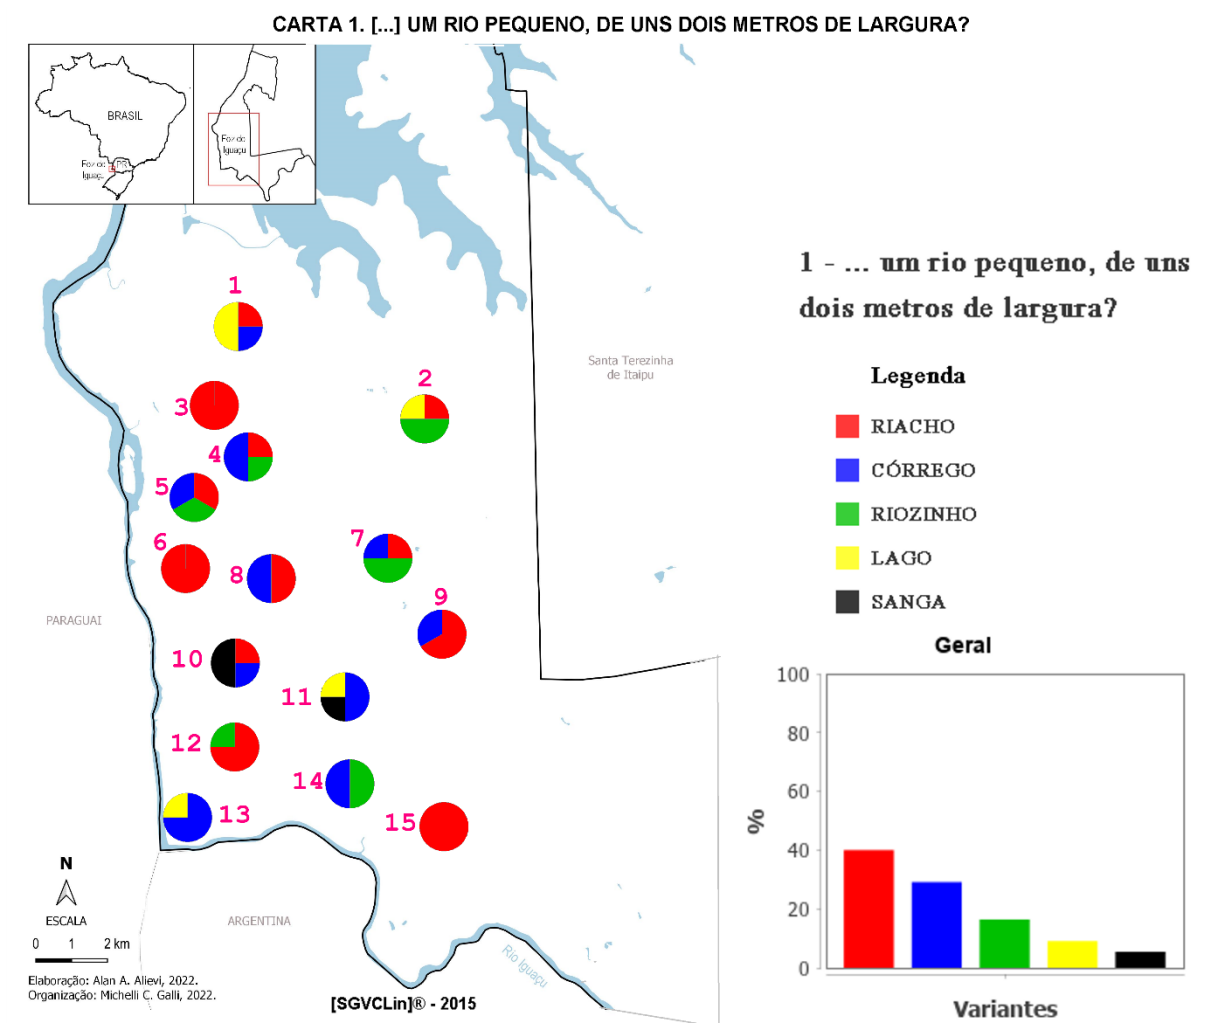 CARTA 1. [...] UM RIO PEQUENO, DE UNS DOIS METROS DE LARGURA?
BRASIL
Foz do
Iguaçu
PR
Foz do
Iguaçu
1
2
3
4
5
6
7
8
9
10
11
12
13
14
15
Santa Terezinha
de Itaipu
PARAGUAI
ARGENTINA
Rio Iguaçu
N
ESCALA
0 1 2 km
Elaboração: Alan A. Alievi, 2022.
Organização: Michelli C. Galli, 2022.
[SGVCLin]® - 2015
1 - ... um rio pequeno, de uns
dois metros de largura?
Legenda
RIACHO
CÓRREGO
RIOZINHO
LAGO
SANGA
Geral
100
80
60
40
20
0
%
Variantes